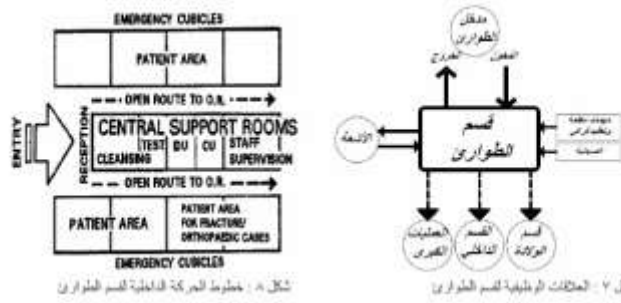 EMERGENCY CUBICLES
PATIENT AREA
OPEN ROUTE TO O.R.
ENTRY
RECEPTION
CENTRAL SUPPORT ROOMS
TEST DU CU STAFF
CLEANSING SUPERVISION
OPEN ROUTE TO O.R.
PATIENT AREA
PATIENT AREA
FOR FRACTURE/
ORTHOPAEDIC CASES
EMERGENCY CUBICLES
شكل ٨ : خطوط الحركة الداخلية لقسم الطوارئ
مدخل
الطوارئ
الخروج
الدخول
قسم
الطوارئ
الأشعة
الصيدلية
العمليات
الكبرى
القسم
الداخلي
قسم
الولادة
ل ٧ : العلاقات الوظيفية لقسم الطوارئ